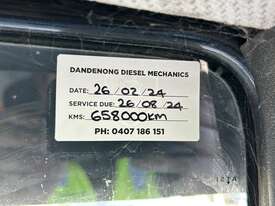 DANDENONG DIESEL MECHANICS
DATE: 26/02/24
SERVICE DUE: 26/08/24
KMS: 658000KM
PH: 0407 186 151